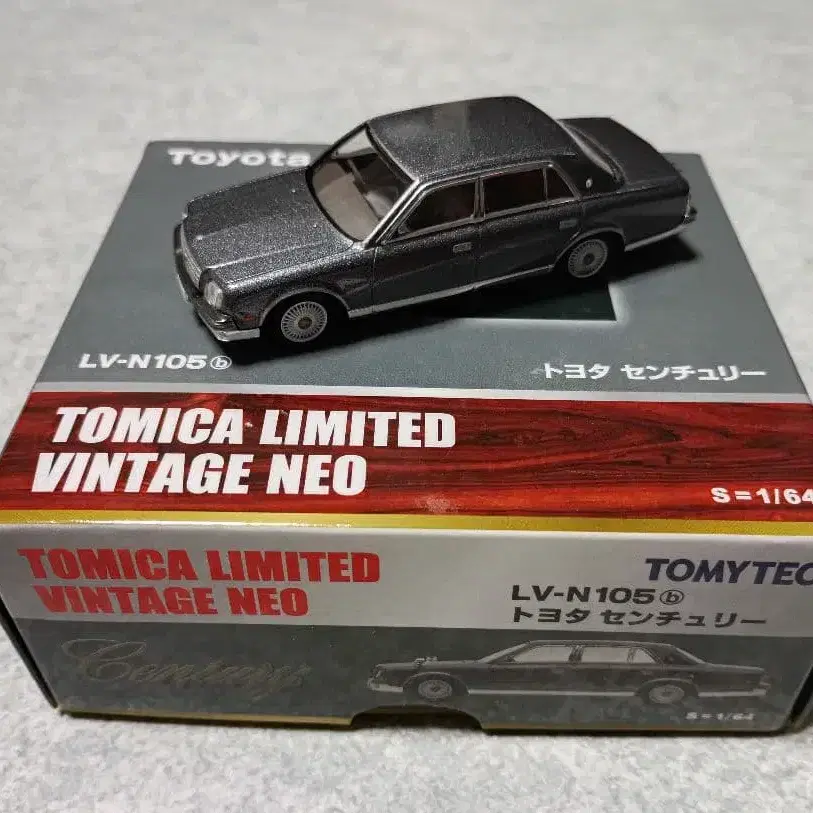 Toyota
LV-N105ⓑ
トヨタ センチュリー
TOMICA LIMITED
VINTAGE NEO
S=1/64
TOMICA LIMITED
VINTAGE NEO
TOMYTEC
LV-N105ⓑ
トヨタ センチュリー
Century
S=1/64